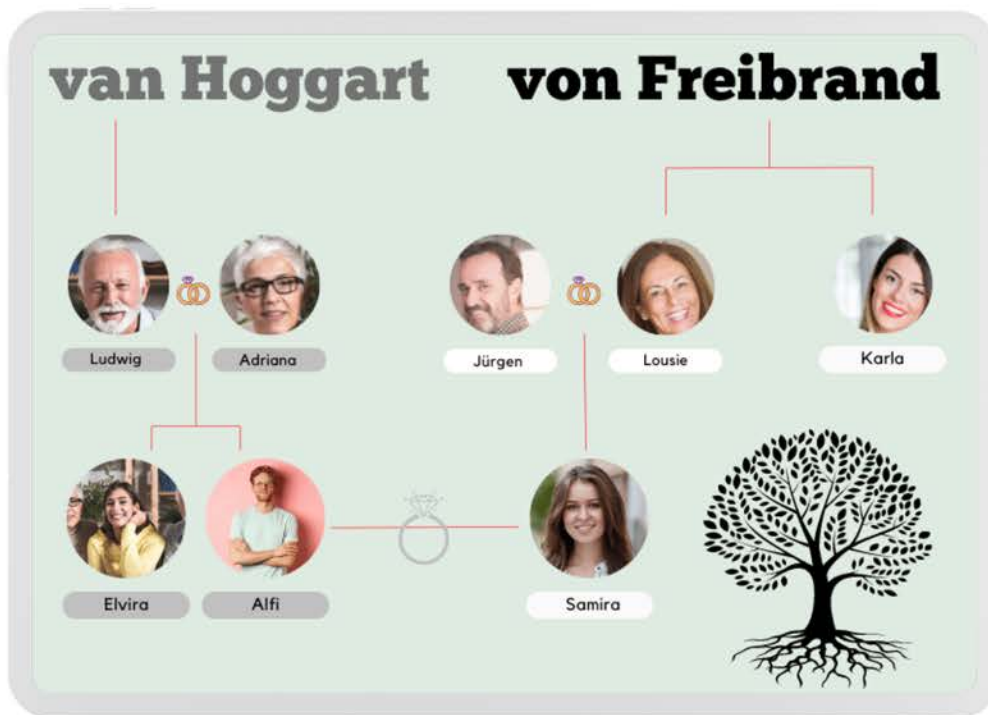 van Hoggart von Freibrand
Ludwig Adriana Jürgen Lousie Karla
Elvira Alfi Samira